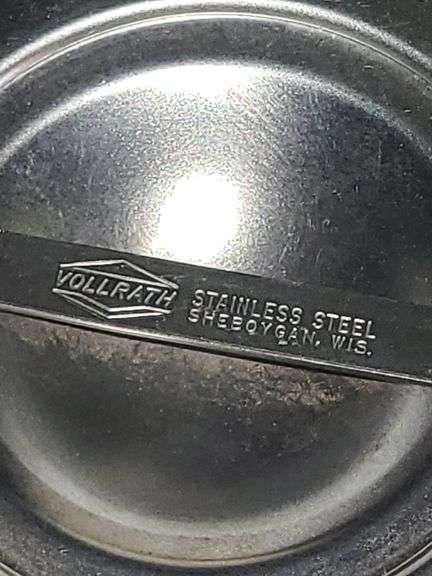 VOLLRATH
STAINLESS STEEL
SHEBOYGAN, WIS.